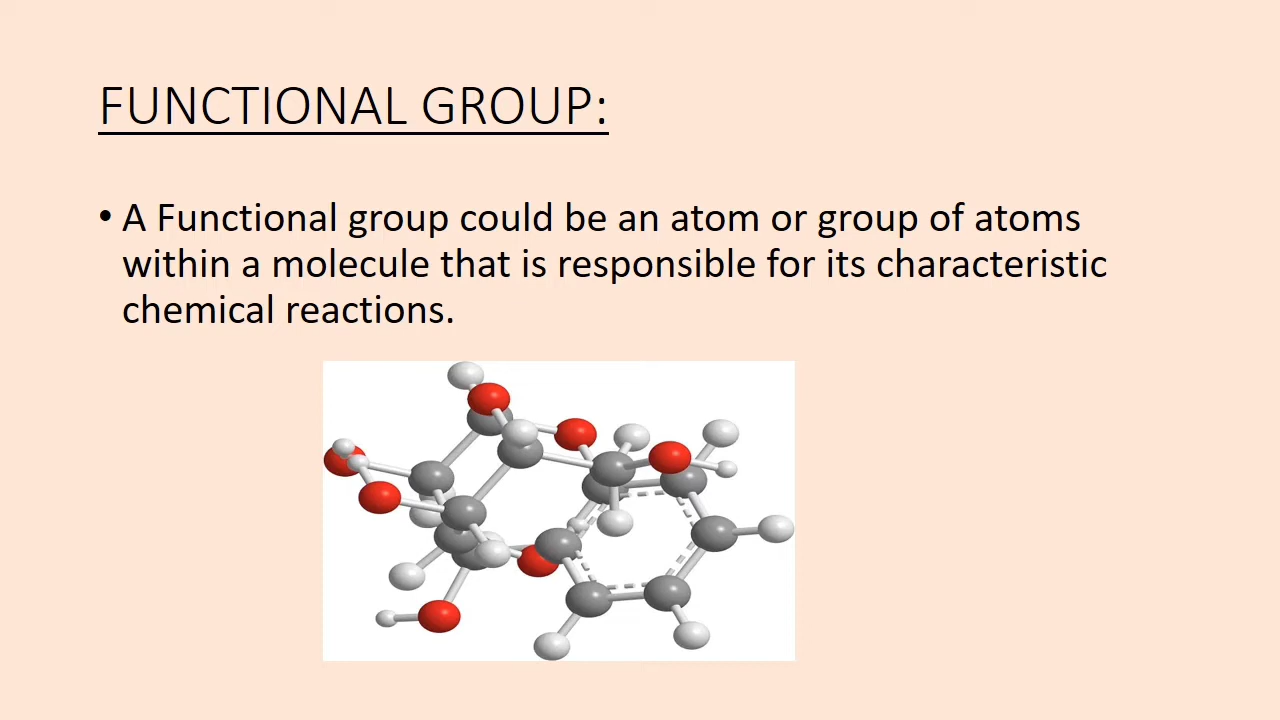 FUNCTIONAL GROUP:
• A Functional group could be an atom or group of atoms
within a molecule that is responsible for its characteristic
chemical reactions.